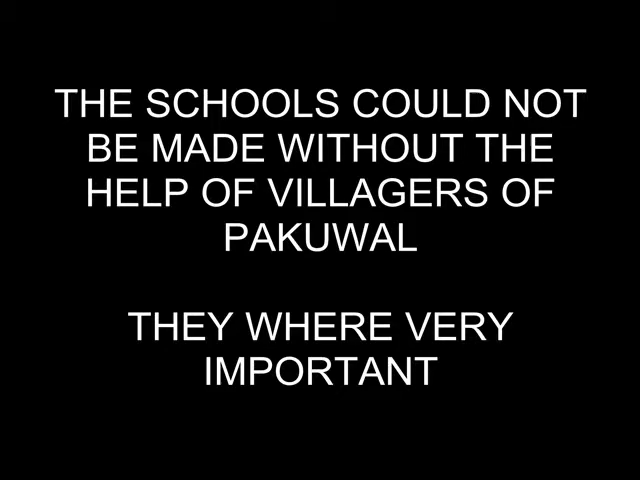 THE SCHOOLS COULD NOT
BE MADE WITHOUT THE
HELP OF VILLAGERS OF
PAKUWAL
THEY WHERE VERY
IMPORTANT